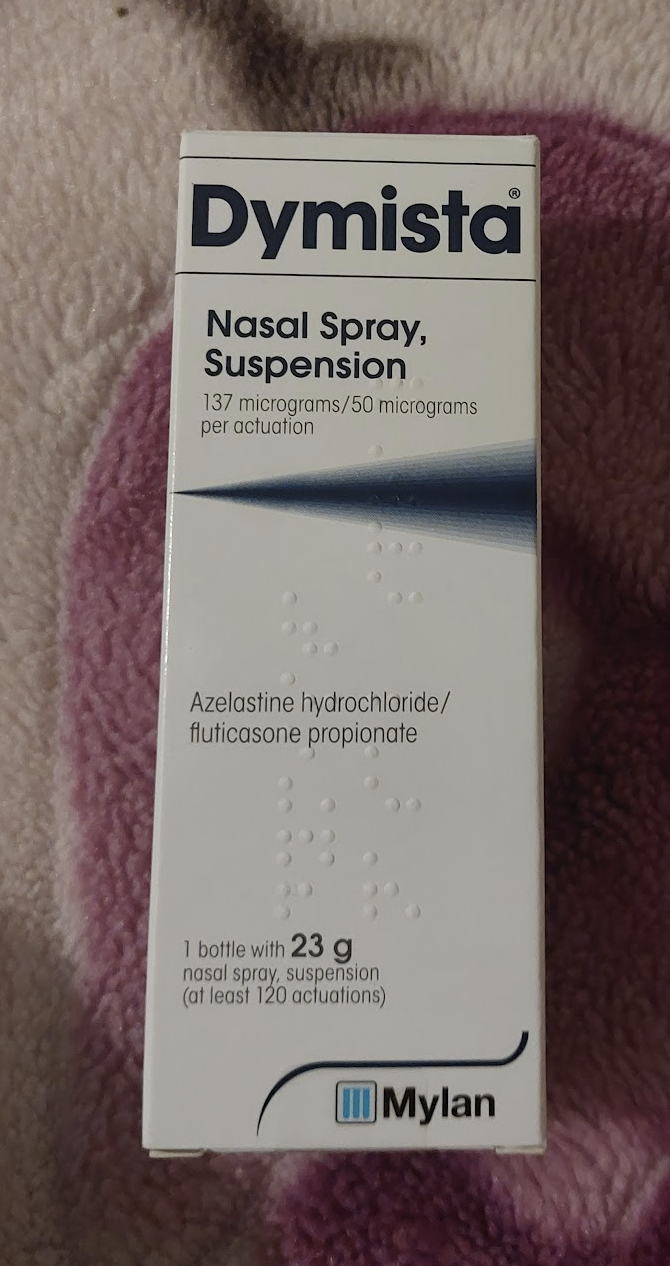 Dymista®
Nasal Spray,
Suspension
137 micrograms/50 micrograms
per actuation
Azelastine hydrochloride/
fluticasone propionate
1 bottle with 23 g
nasal spray, suspension
(at least 120 actuations)
Mylan